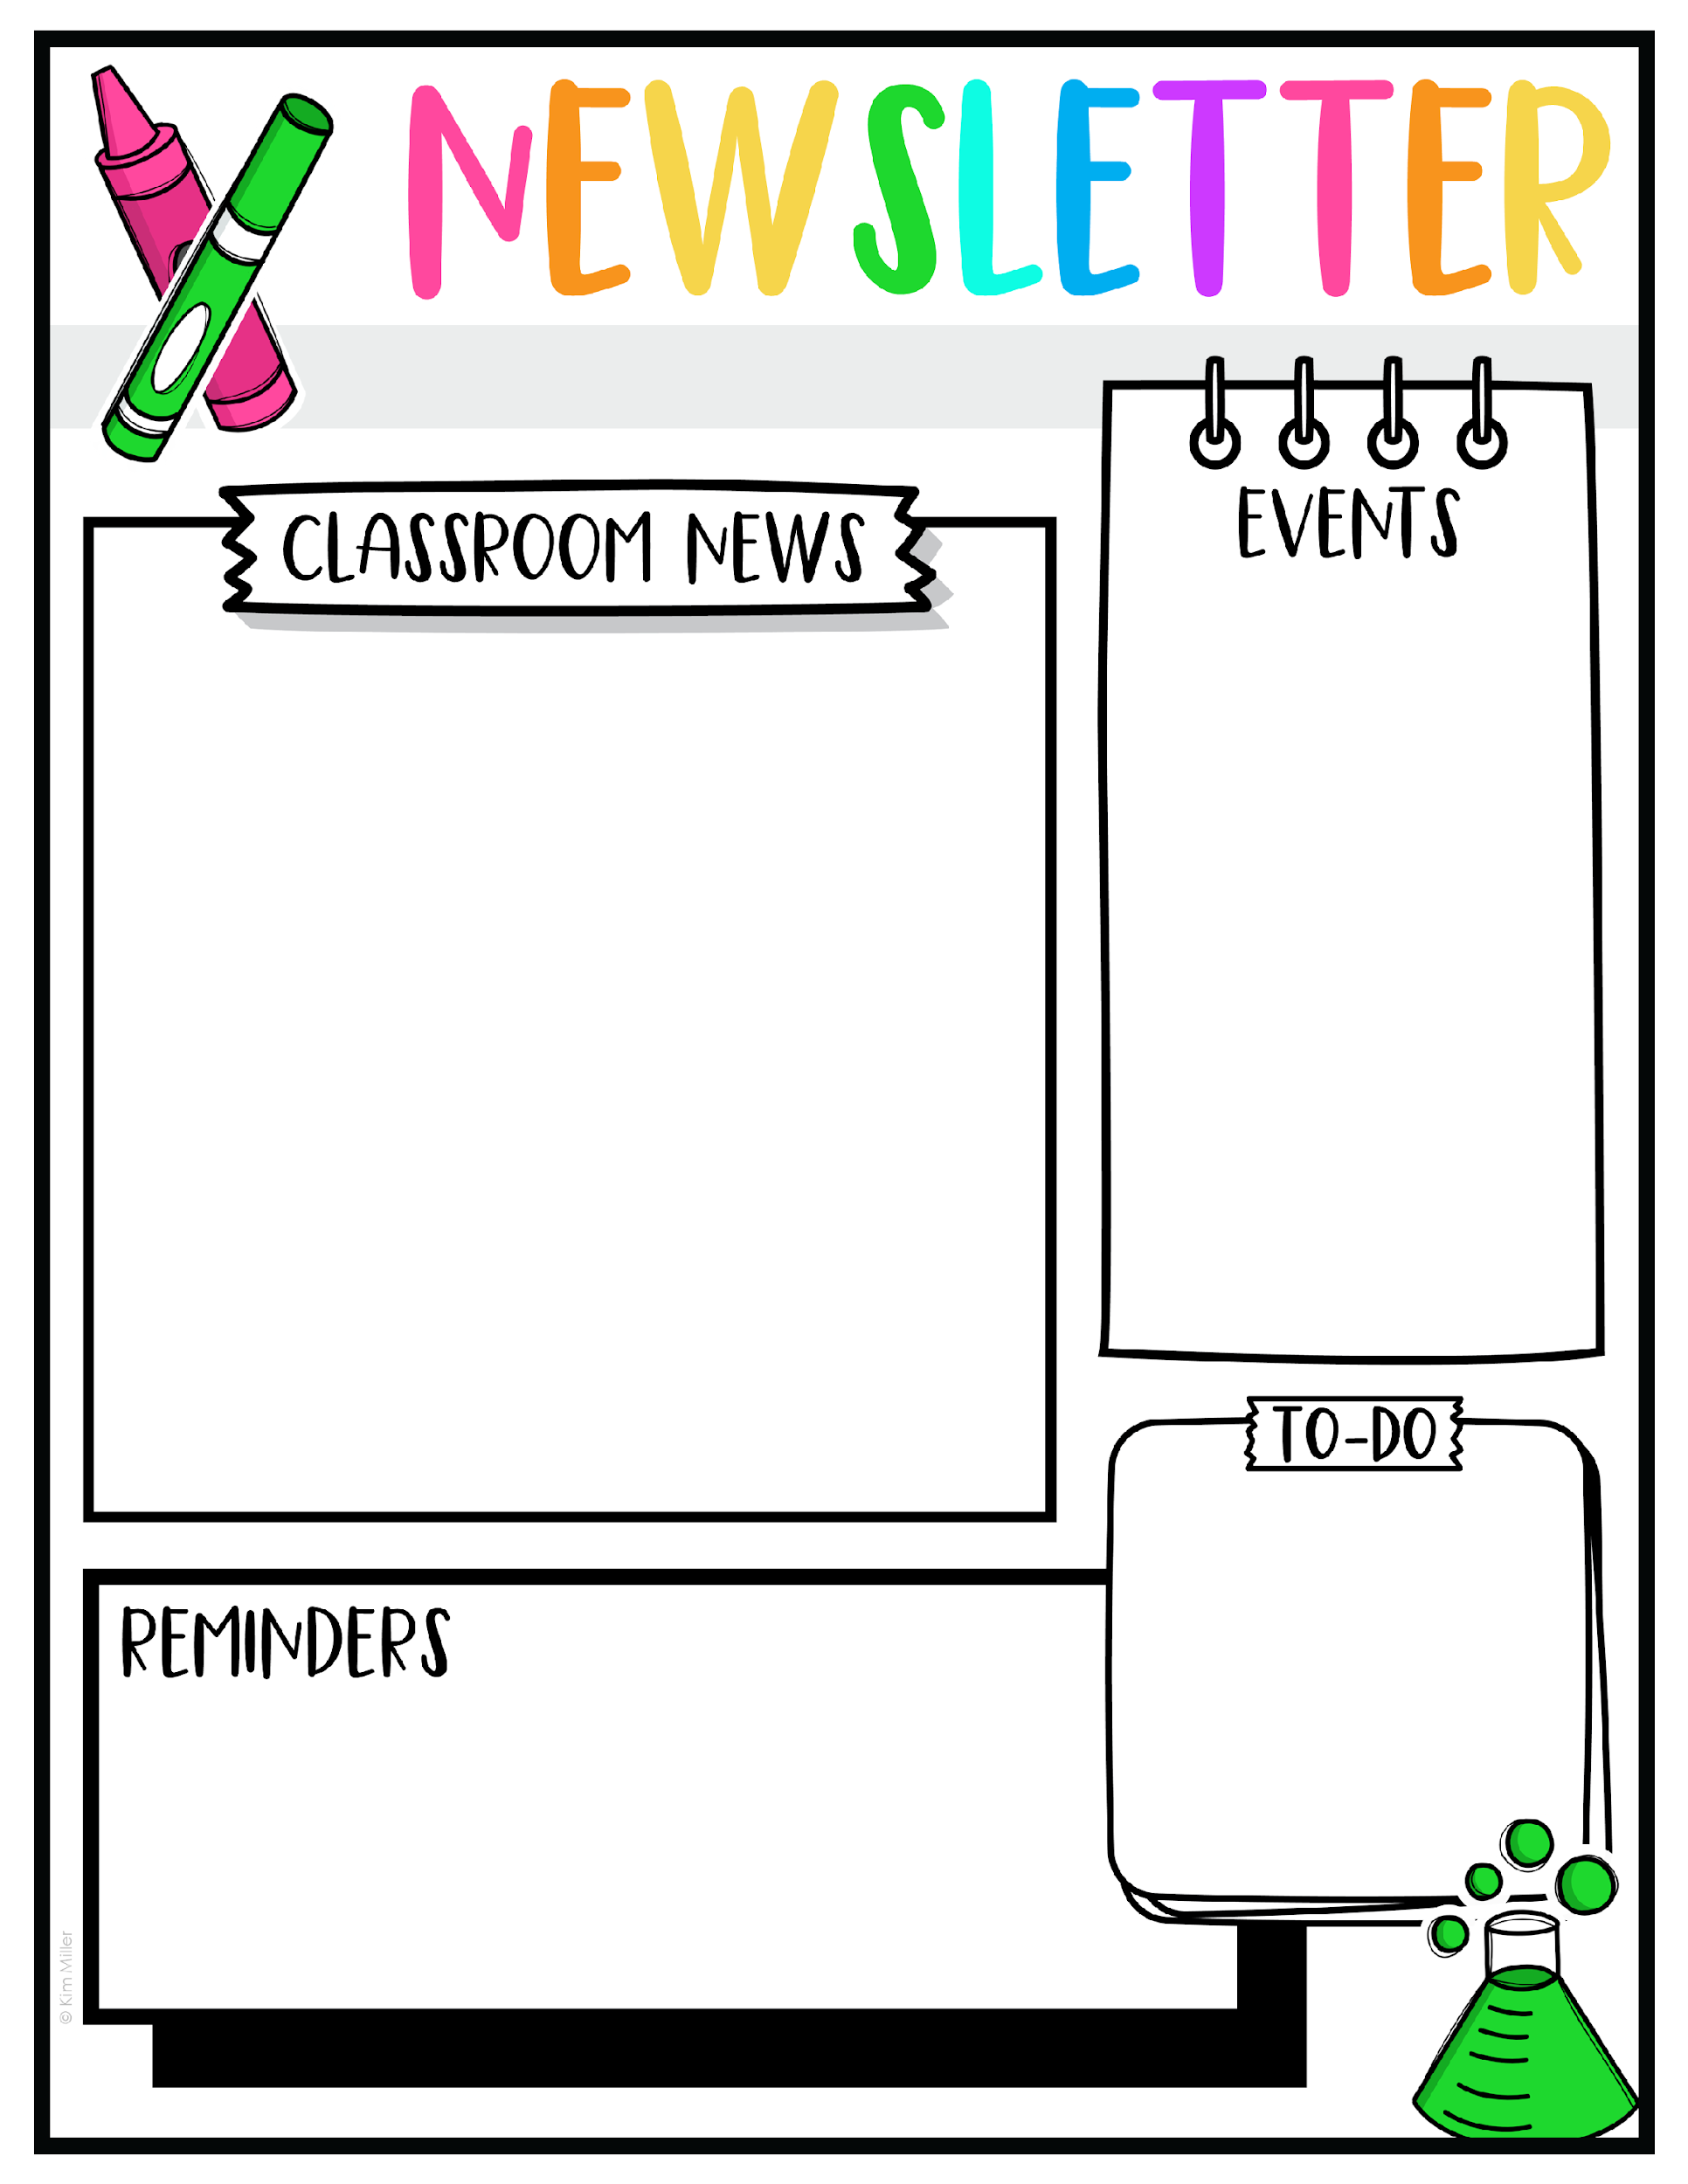 NEWSLETTER
CLASSROOM NEWS
EVENTS
TO-DO
REMINDERS
© Kim Miller